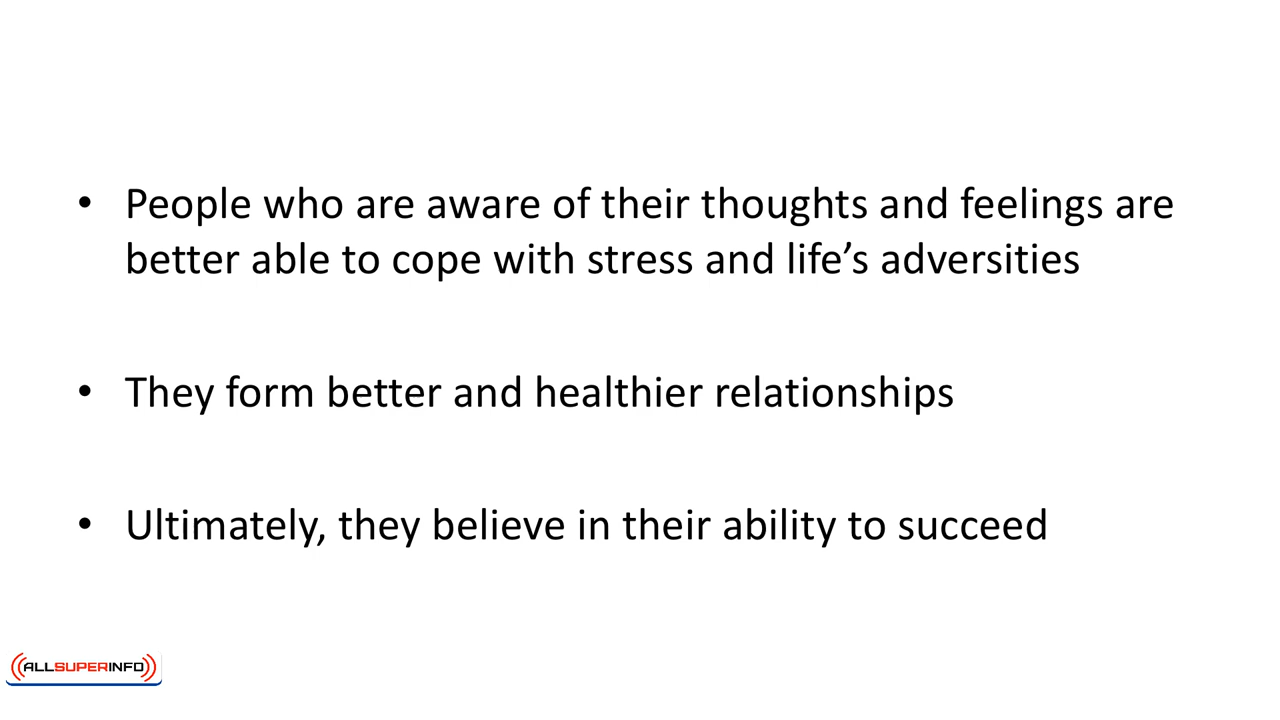 • People who are aware of their thoughts and feelings are
better able to cope with stress and life’s adversities
• They form better and healthier relationships
• Ultimately, they believe in their ability to succeed
ALLSUPERINFO